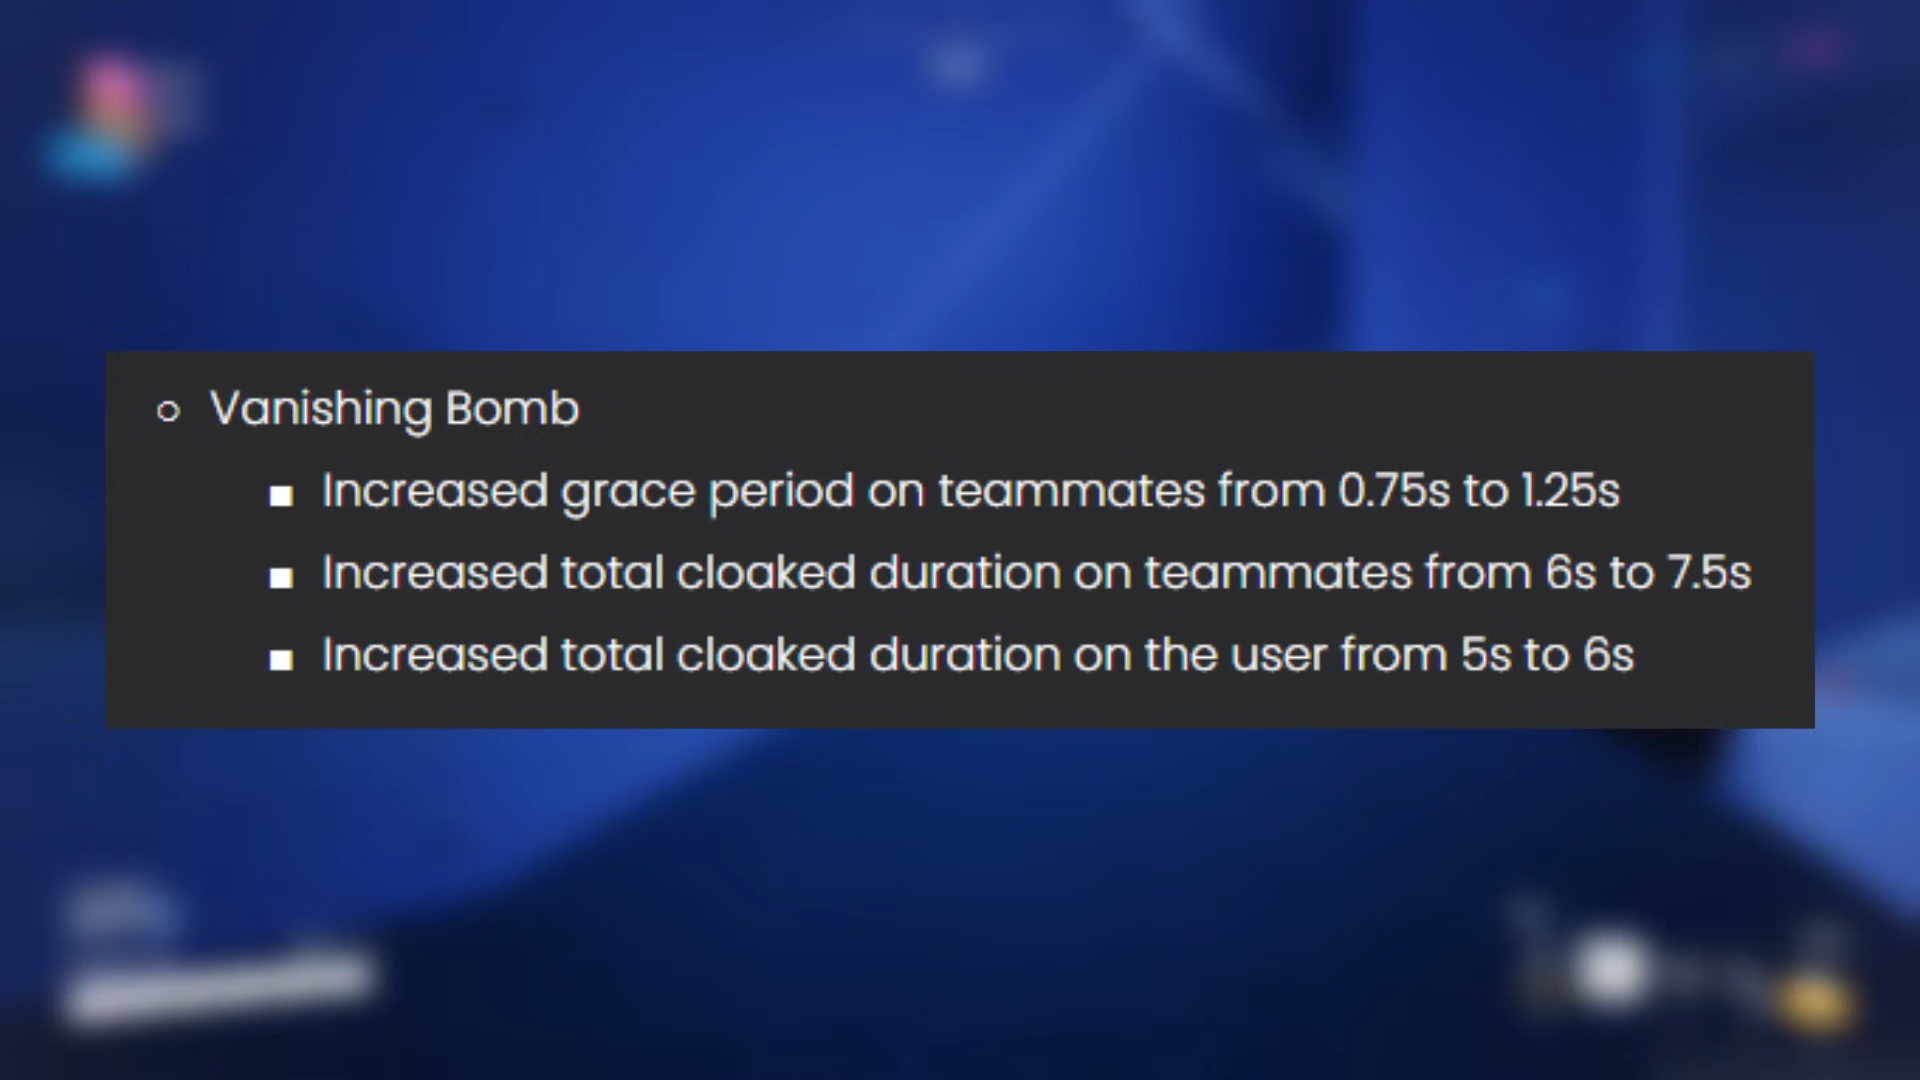 Vanishing Bomb
Increased grace period on teammates from 0.75s to 1.25s
Increased total cloaked duration on teammates from 6s to 7.5s
Increased total cloaked duration on the user from 5s to 6s